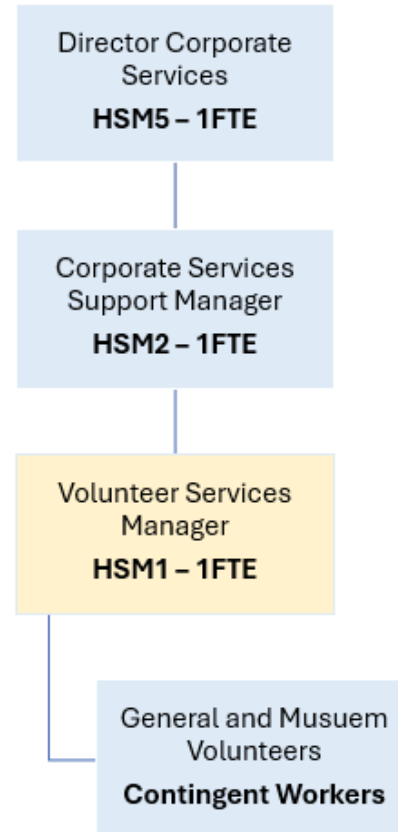 Director Corporate
Services
HSM5 – 1FTE
Corporate Services
Support Manager
HSM2 – 1FTE
Volunteer Services
Manager
HSM1 – 1FTE
General and Musuem
Volunteers
Contingent Workers